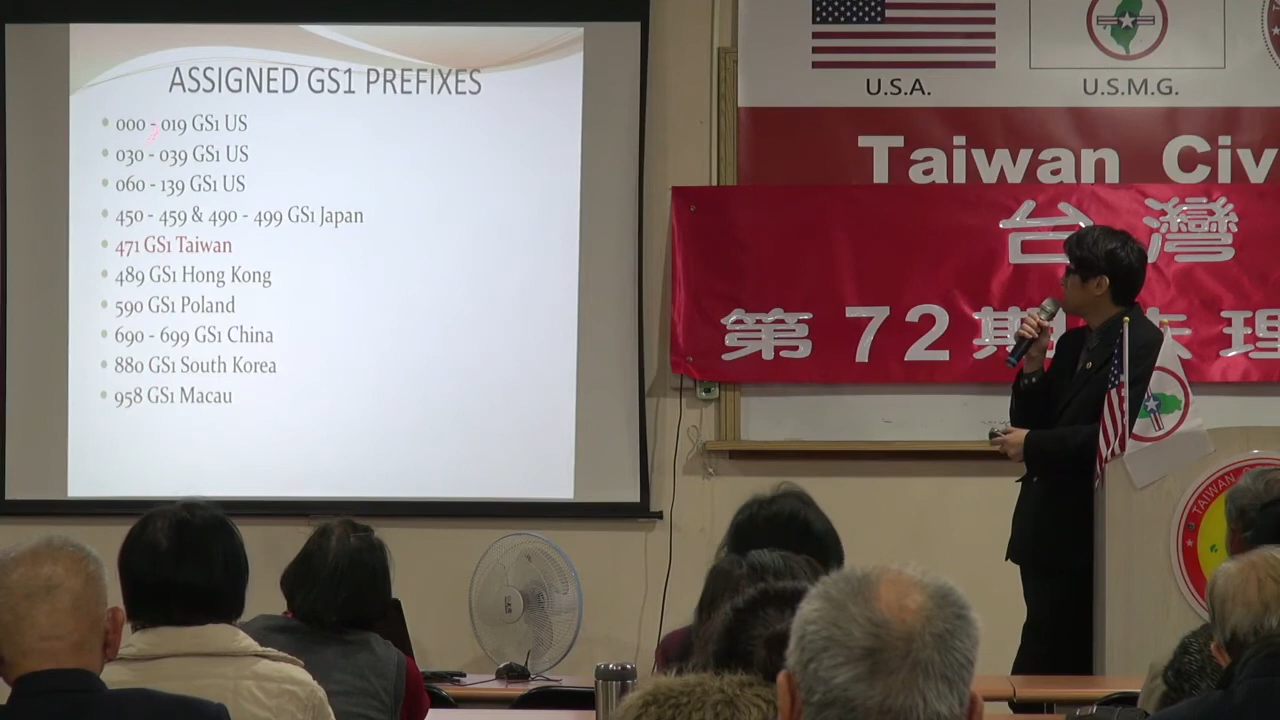 ASSIGNED GS1 PREFIXES
000 - 019 GS1 US
030 - 039 GS1 US
060 - 139 GS1 US
450 - 459 & 490 - 499 GS1 Japan
471 GS1 Taiwan
489 GS1 Hong Kong
590 GS1 Poland
690 - 699 GS1 China
880 GS1 South Korea
958 GS1 Macau
U.S.A.
U.S.M.G.
Taiwan Civ
台灣
第72期 理
TAIWAN